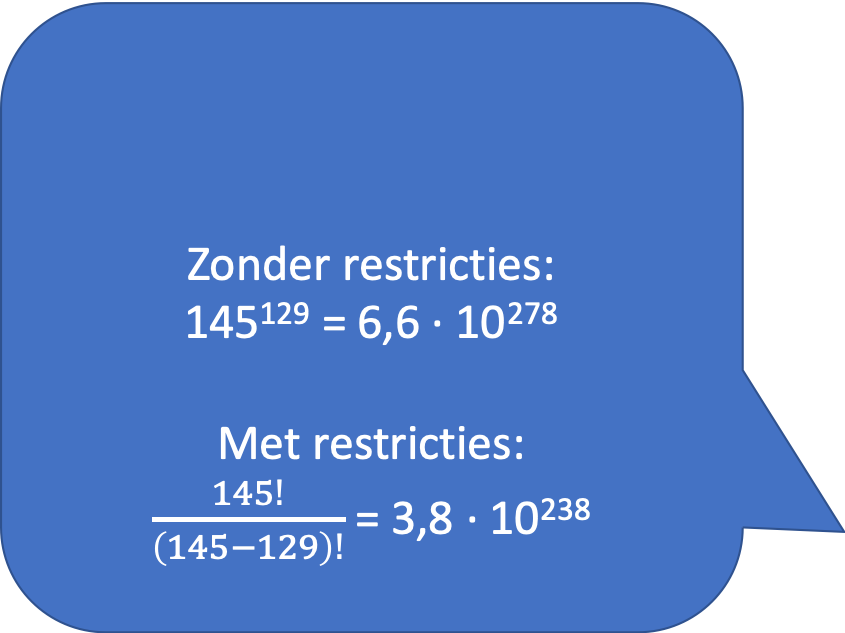 Zonder restricties:
145¹²⁹ = 6,6 · 10²⁷⁸
Met restricties:
145!
(145−129)!
= 3,8 · 10²³⁸